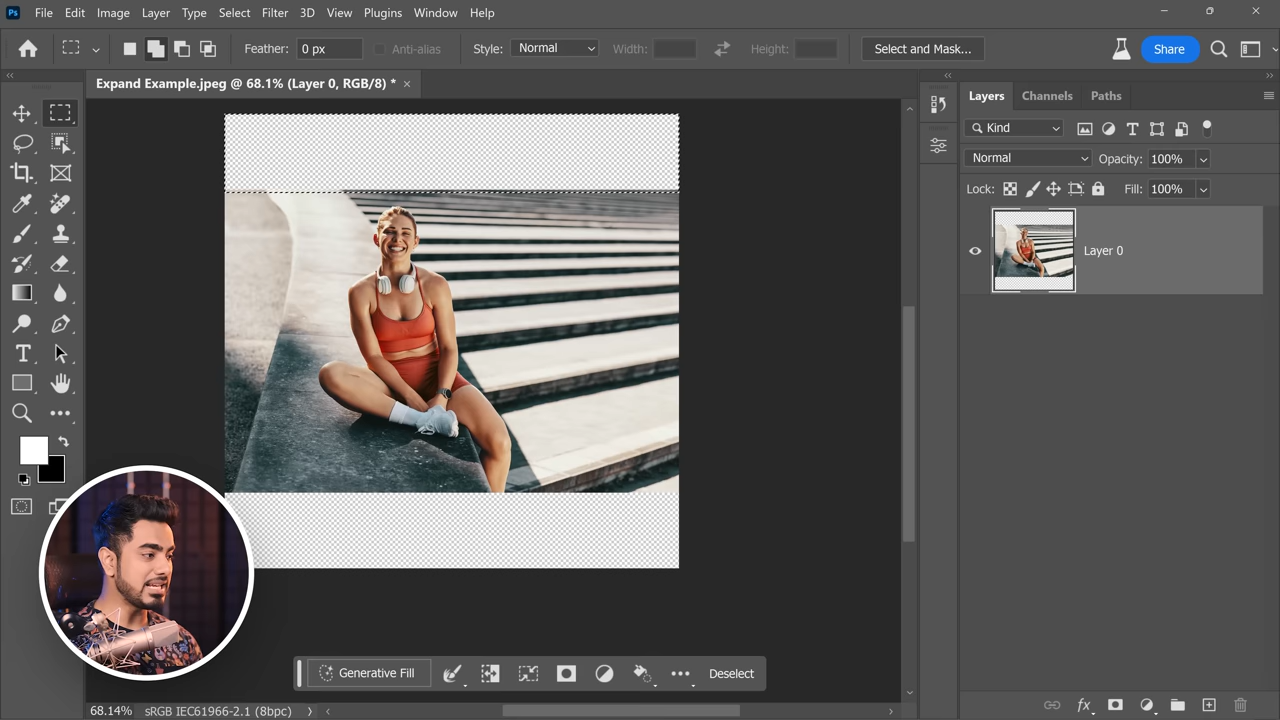 Ps File Edit Image Layer Type Select Filter 3D View Plugins Window Help
Feather: 0 px Anti-alias Style: Normal Width: Height: Select and Mask... Share
Expand Example.jpeg @ 68.1% (Layer 0, RGB/8) * ×
Layers Channels Paths
Kind
Normal Opacity: 100%
Lock: Fill: 100%
Layer 0
Generative Fill Deselect
68.14% sRGB IEC61966-2.1 (8bpc)
fx